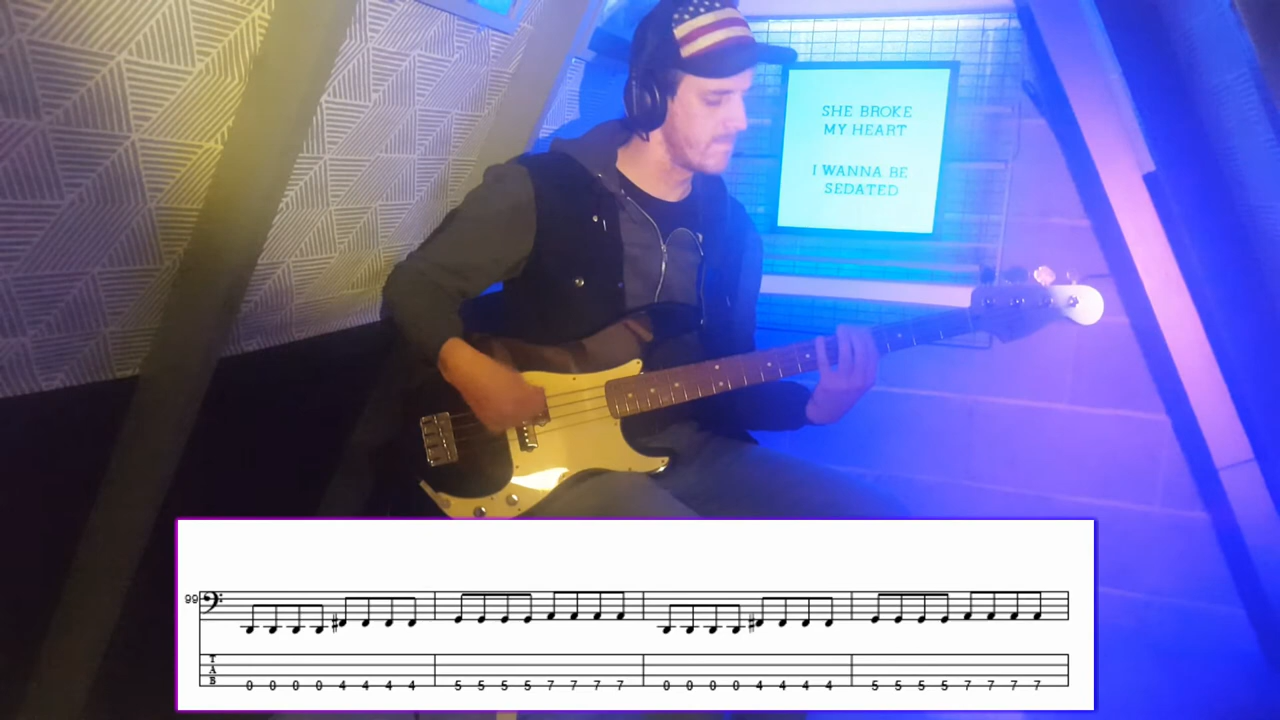 SHE BROKE
MY HEART
I WANNA BE
SEDATED
99
T
A
B
0 0 0 0 4 4 4 4 5 5 5 5 7 7 7 7 0 0 0 0 4 4 4 4 5 5 5 5 7 7 7 7